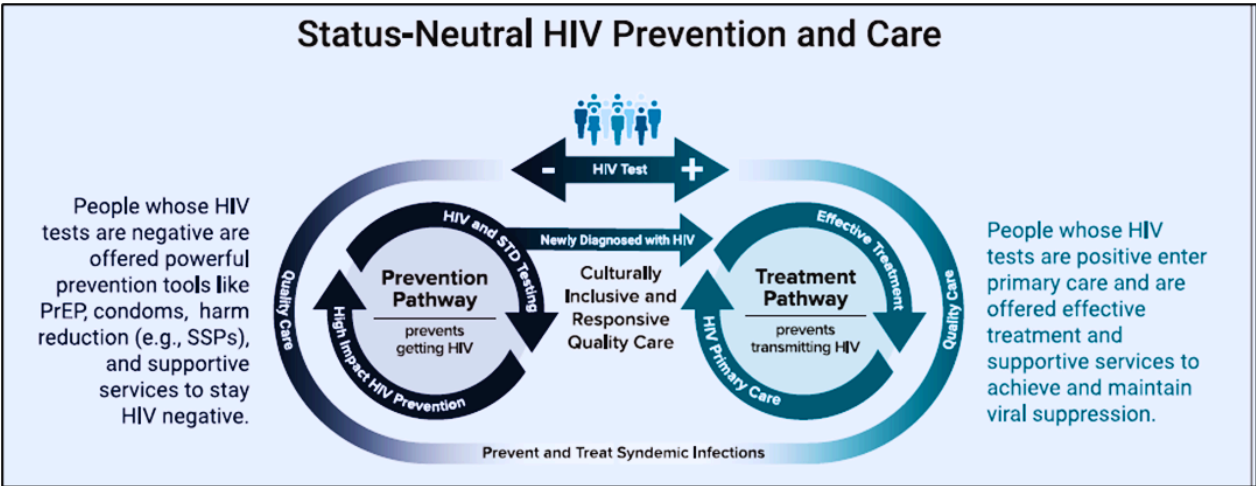 Status-Neutral HIV Prevention and Care
- HIV Test +
People whose HIV
tests are negative are
offered powerful
prevention tools like
PrEP, condoms, harm
reduction (e.g., SSPs),
and supportive
services to stay
HIV negative.
Quality Care
HIV and STD Testing
Prevention
Pathway
prevents
getting HIV
High Impact HIV Prevention
Newly Diagnosed with HIV
Culturally
Inclusive and
Responsive
Quality Care
Effective Treatment
Treatment
Pathway
prevents
transmitting HIV
HIV Primary Care
Quality Care
People whose HIV
tests are positive enter
primary care and are
offered effective
treatment and
supportive services to
achieve and maintain
viral suppression.
Prevent and Treat Syndemic Infections